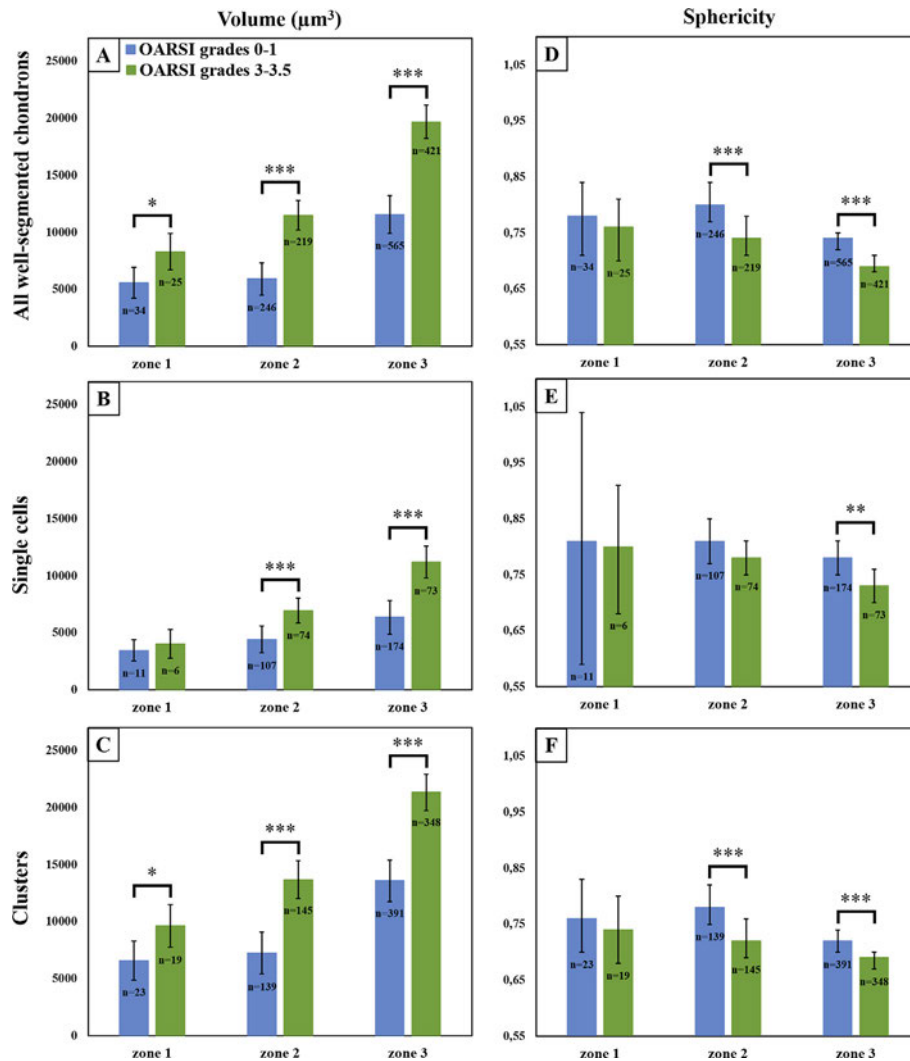 Volume (µm³)
Sphericity
All well-segmented chondrons
A
OARSI grades 0-1
OARSI grades 3-3.5
25000
20000
15000
10000
5000
0
*
***
***
n=34
n=25
n=246
n=219
n=565
n=421
zone 1
zone 2
zone 3
D
1,05
0,95
0,85
0,75
0,65
0,55
***
***
n=34
n=25
n=246
n=219
n=565
n=421
zone 1
zone 2
zone 3
Single cells
B
25000
20000
15000
10000
5000
0
***
***
n=11
n=6
n=107
n=74
n=174
n=73
zone 1
zone 2
zone 3
E
1,05
0,95
0,85
0,75
0,65
0,55
**
n=11
n=6
n=107
n=74
n=174
n=73
zone 1
zone 2
zone 3
Clusters
C
25000
20000
15000
10000
5000
0
*
***
***
n=23
n=19
n=139
n=145
n=391
n=348
zone 1
zone 2
zone 3
F
1,05
0,95
0,85
0,75
0,65
0,55
***
***
n=23
n=19
n=139
n=145
n=391
n=348
zone 1
zone 2
zone 3